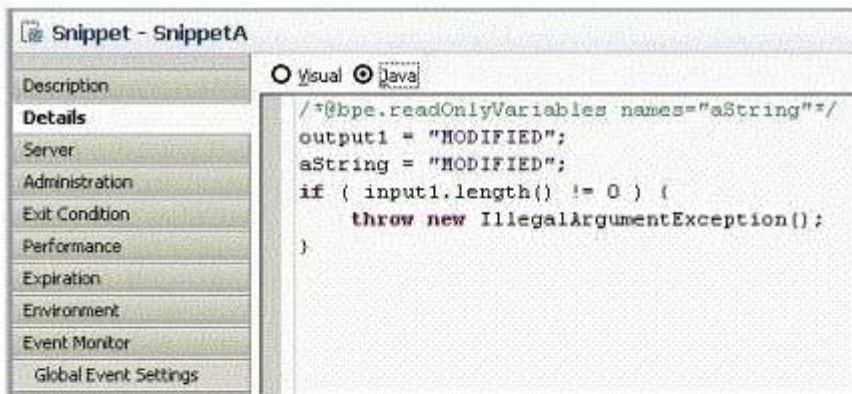 Snippet - SnippetA
Description
Details
Server
Administration
Exit Condition
Performance
Expiration
Environment
Event Monitor
Global Event Settings
Visual Java
/*@bpe.readOnlyVariables names="aString"*/
output1 = "MODIFIED";
aString = "MODIFIED";
if ( input1.length() != 0 ) {
throw new IllegalArgumentException();
}